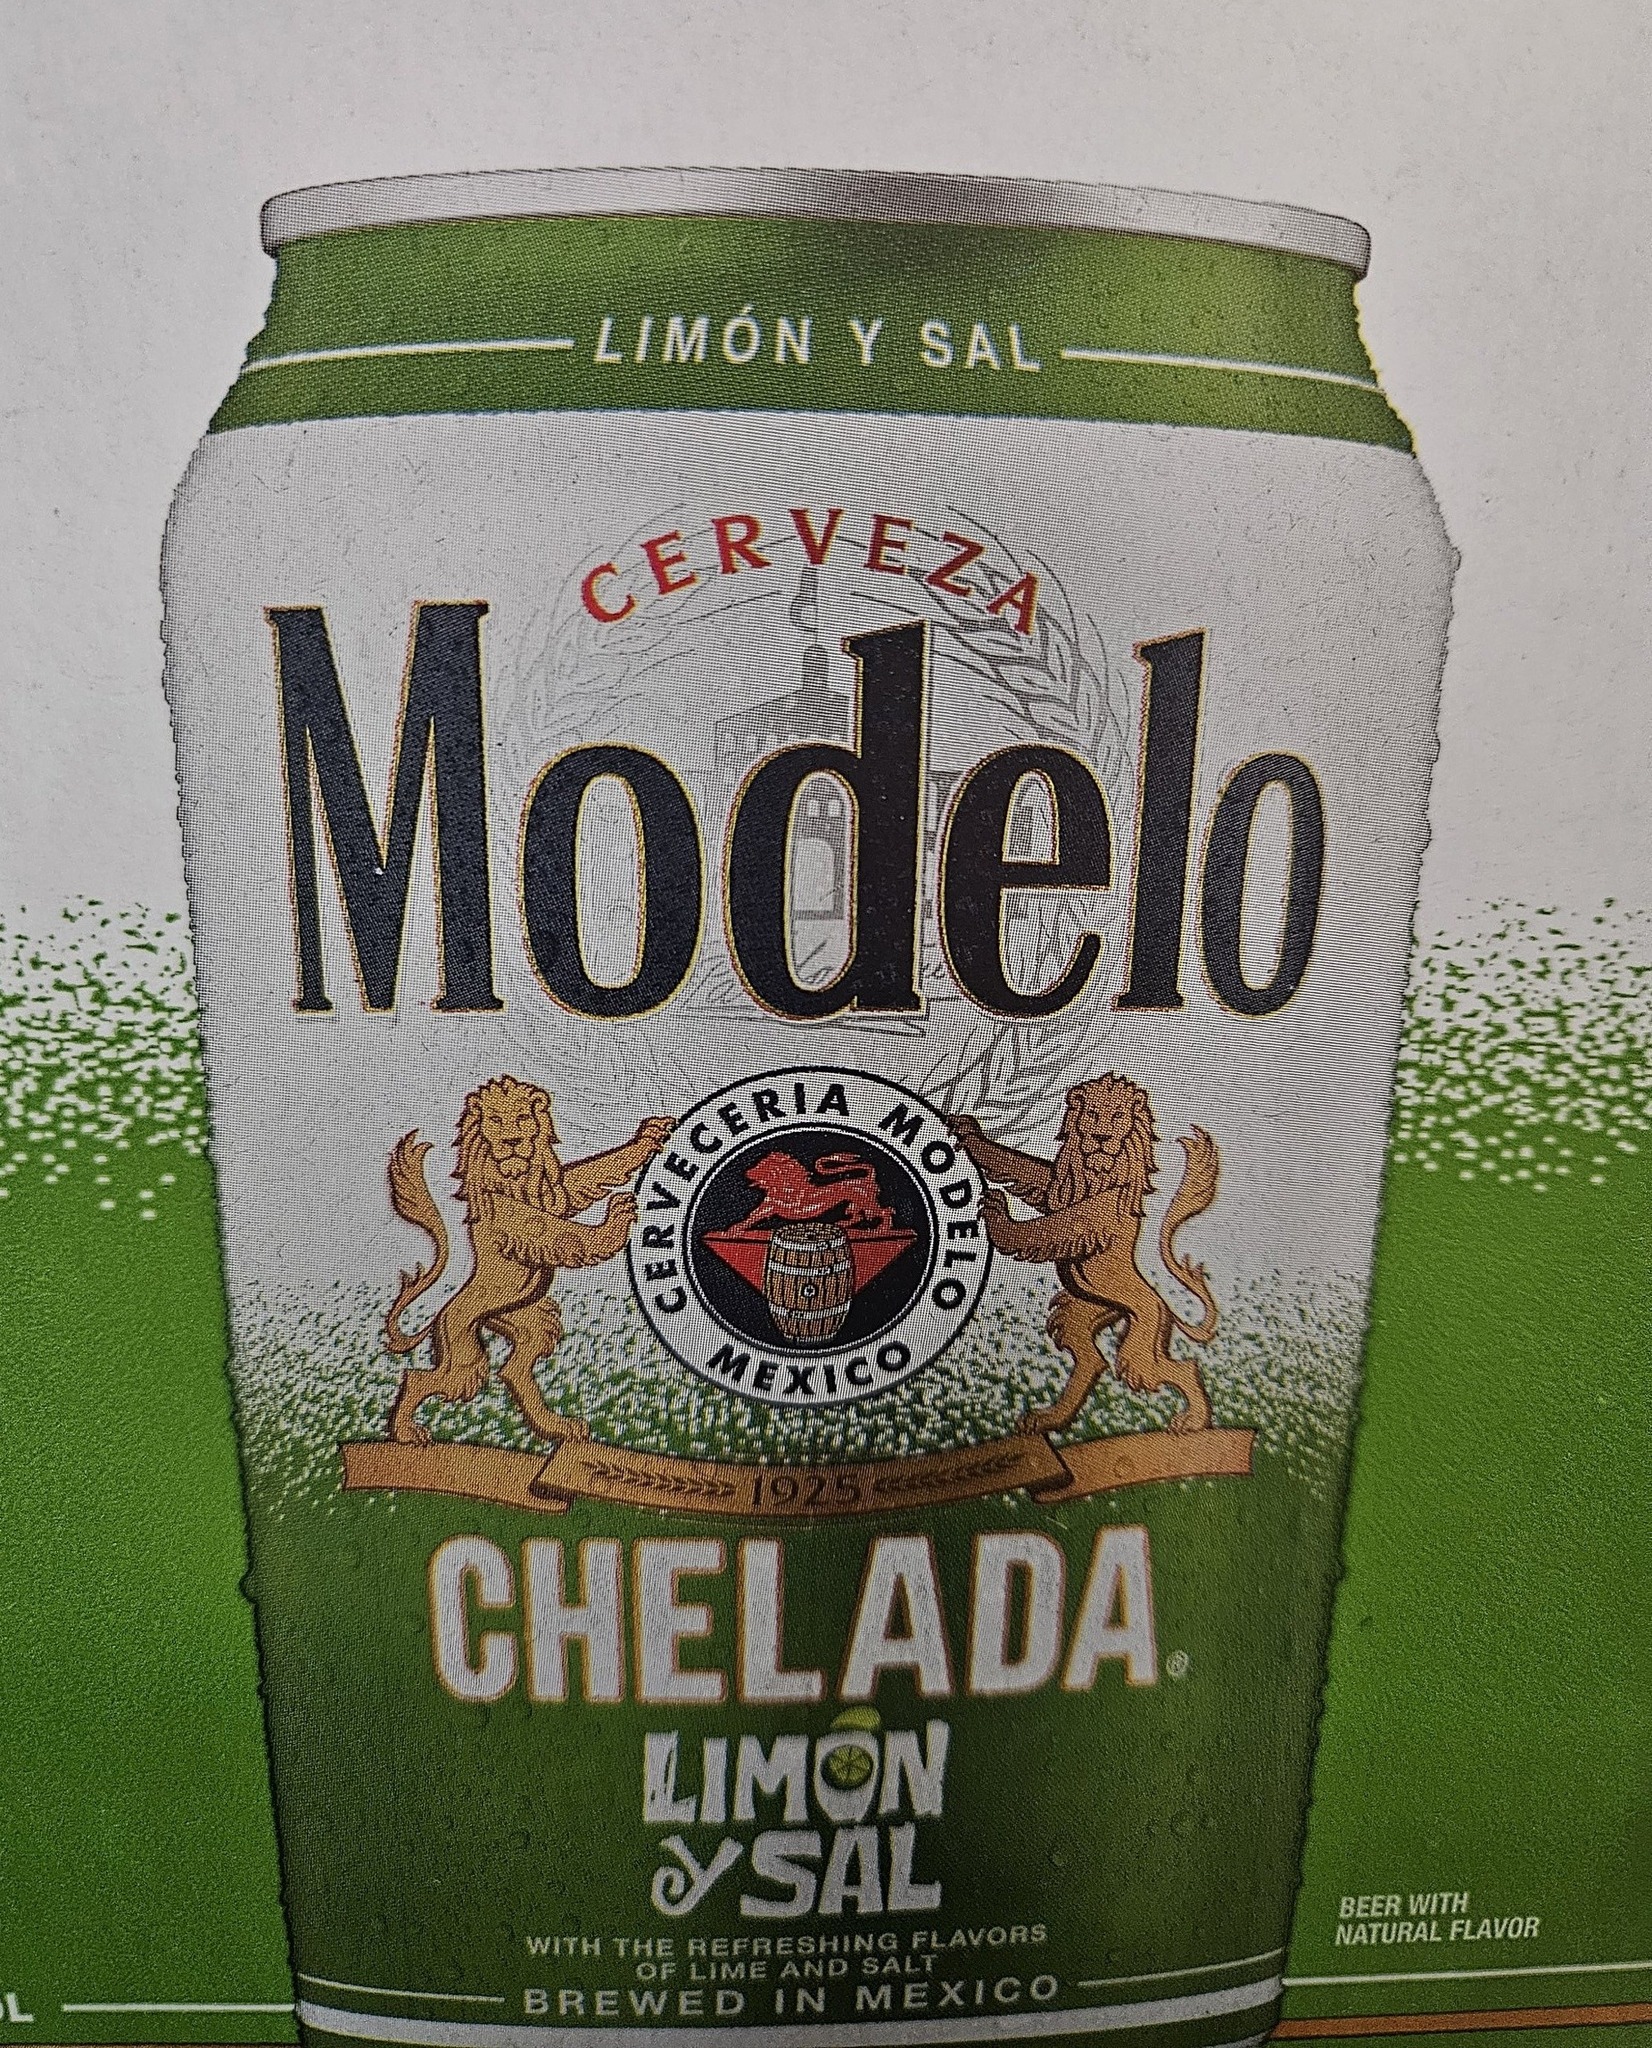 LIMÓN Y SAL
CERVEZA
Modelo
CERVECERIA MODELO
MEXICO
1925
CHELADA®
LIMÓN
Y SAL
WITH THE REFRESHING FLAVORS
OF LIME AND SALT
BREWED IN MEXICO
BEER WITH
NATURAL FLAVOR